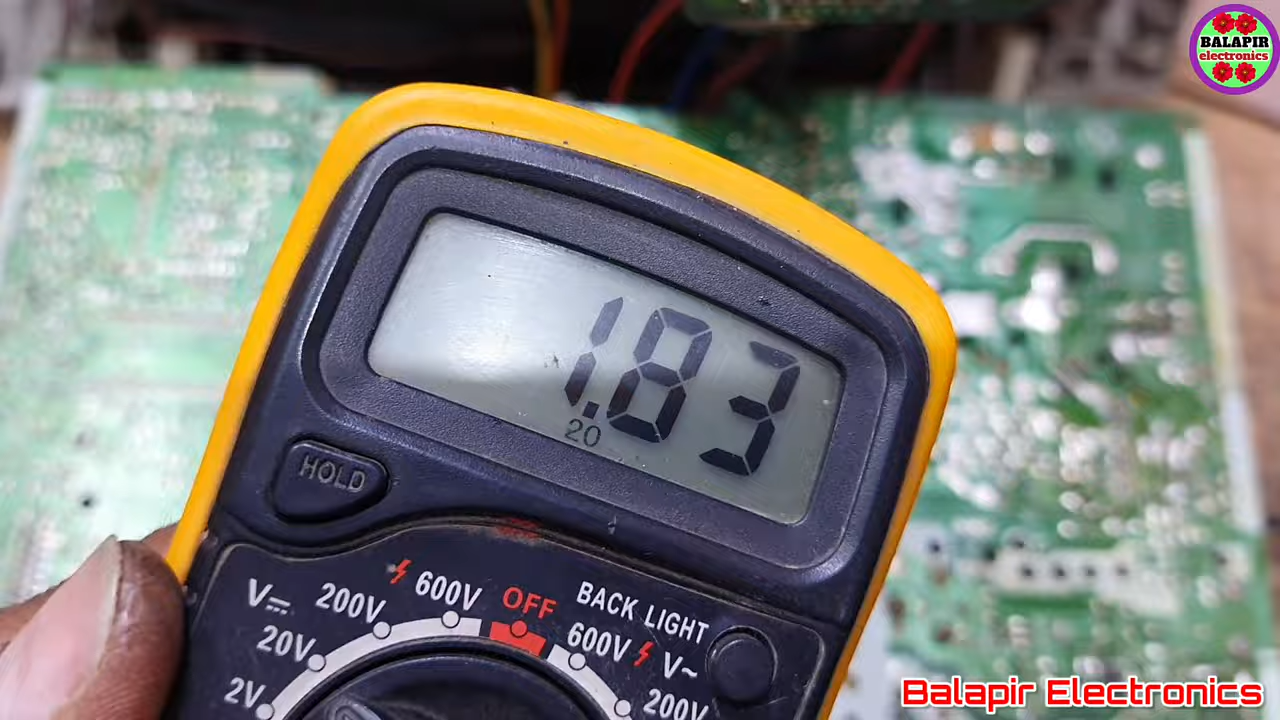 BALAPIR
electronics
1.83
20
HOLD
V⎓ 200V 600V OFF BACK LIGHT
20V 600V V~
2V 200V
Balapir Electronics